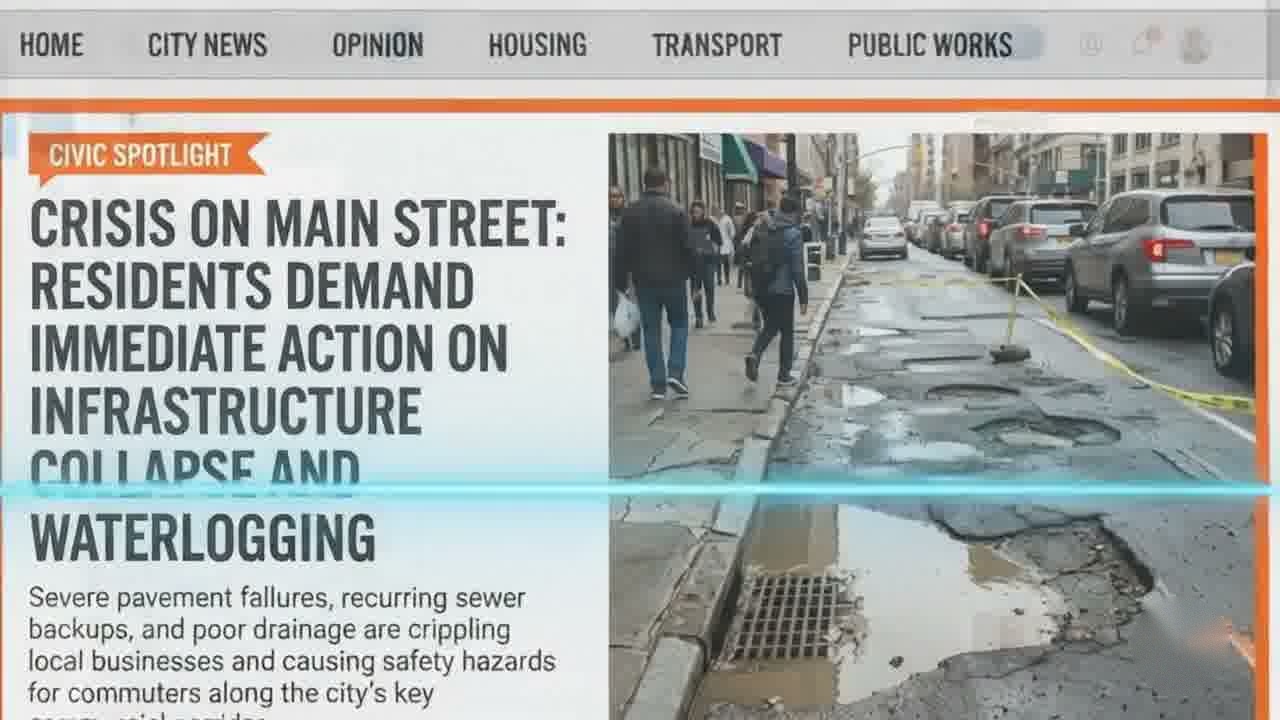 HOME CITY NEWS OPINION HOUSING TRANSPORT PUBLIC WORKS
CIVIC SPOTLIGHT
CRISIS ON MAIN STREET:
RESIDENTS DEMAND
IMMEDIATE ACTION ON
INFRASTRUCTURE
COLLAPSE AND
WATERLOGGING
Severe pavement fallures, recurring sewer
backups, and poor drainage are crippling
local businesses and causing safety hazards
for commuters along the city's key